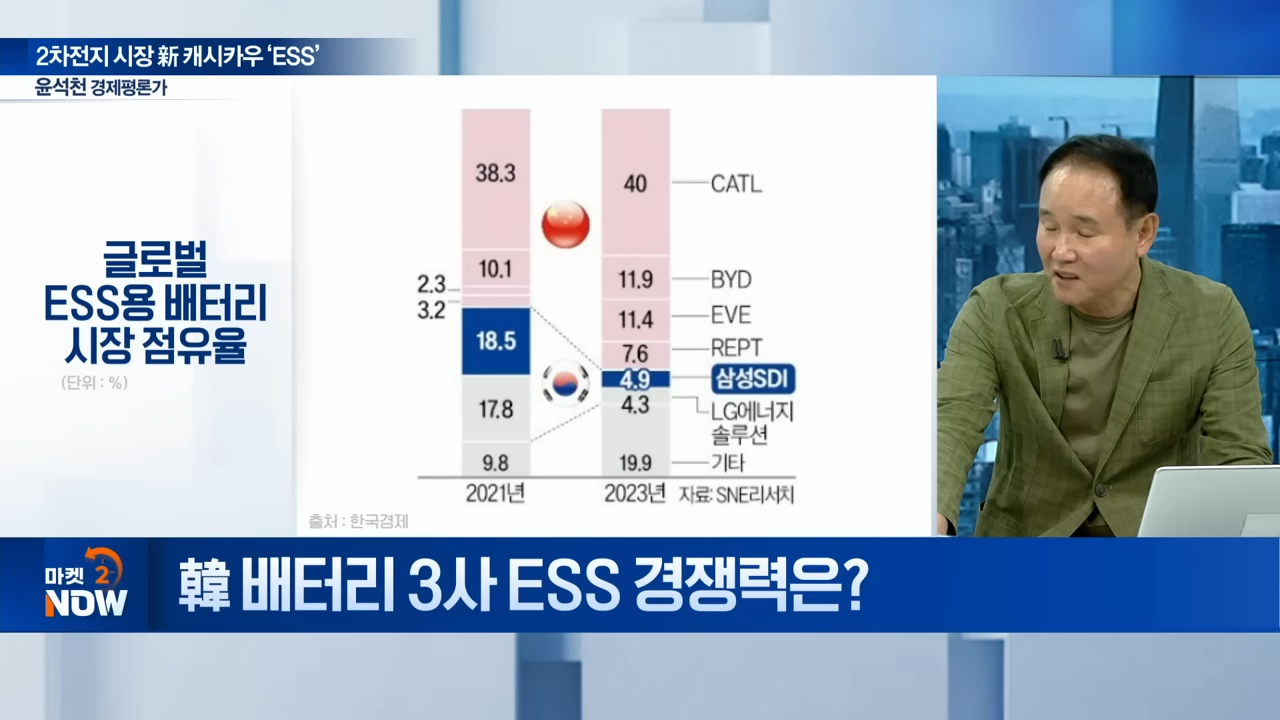 2차전지 시장 新 캐시카우 ‘ESS’
윤석천 경제평론가
글로벌
ESS용 배터리
시장 점유율
(단위 : %)
38.3
10.1
2.3
3.2
18.5
17.8
9.8
2021년
40
11.9
11.4
7.6
4.9
4.3
19.9
2023년
CATL
BYD
EVE
REPT
삼성SDI
LG에너지
솔루션
기타
자료: SNE리서치
출처 : 한국경제
마켓 2
NOW
韓 배터리 3사 ESS 경쟁력은?